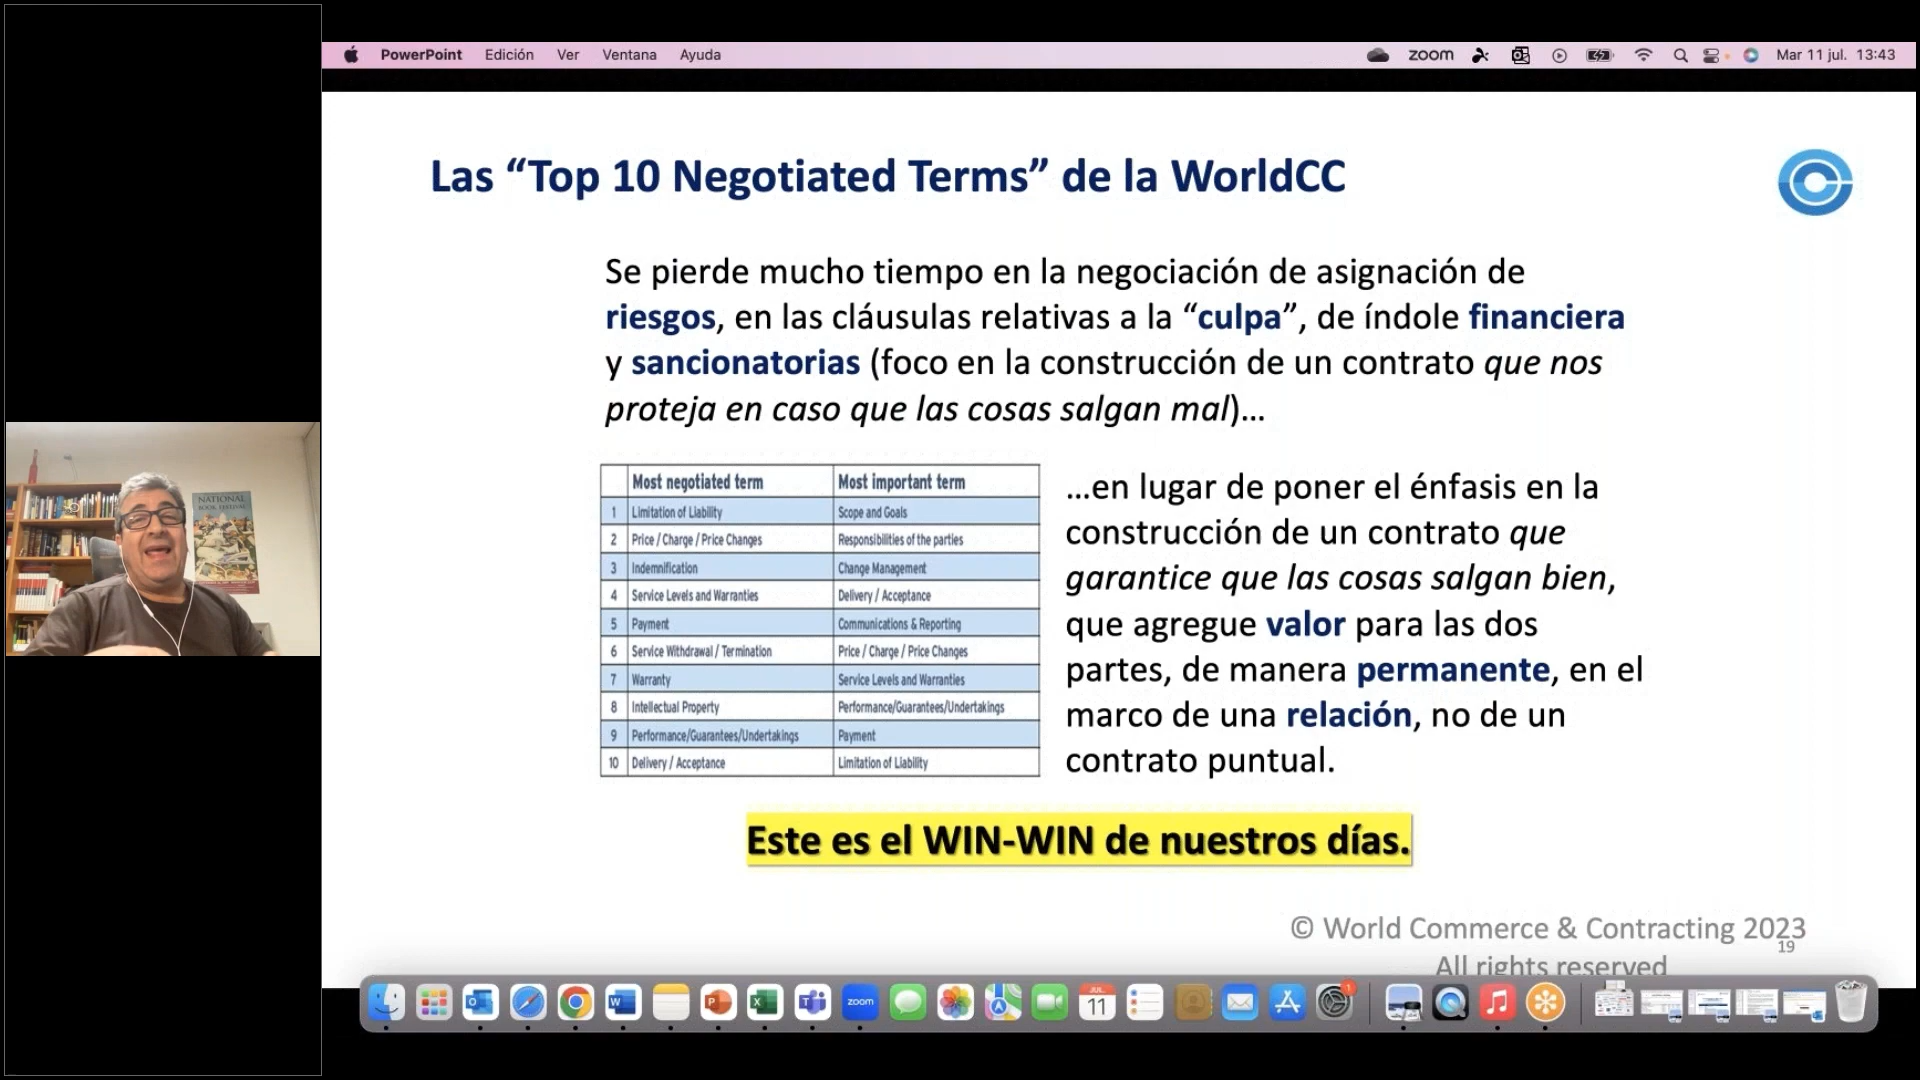 PowerPoint Edición Ver Ventana Ayuda
zoom
Mar 11 jul. 13:43
Las “Top 10 Negotiated Terms” de la WorldCC
Se pierde mucho tiempo en la negociación de asignación de
riesgos, en las cláusulas relativas a la “culpa”, de índole financiera
y sancionatorias (foco en la construcción de un contrato que nos
proteja en caso que las cosas salgan mal)...
Most negotiated term Most important term
1 Limitation of Liability Scope and Goals
2 Price / Charge / Price Changes Responsibilities of the parties
3 Indemnification Change Management
4 Service Levels and Warranties Delivery / Acceptance
5 Payment Communications & Reporting
6 Service Withdrawal / Termination Price / Charge / Price Changes
7 Warranty Service Levels and Warranties
8 Intellectual Property Performance/Guarantees/Undertakings
9 Performance/Guarantees/Undertakings Payment
10 Delivery / Acceptance Limitation of Liability
...en lugar de poner el énfasis en la
construcción de un contrato que
garantice que las cosas salgan bien,
que agregue valor para las dos
partes, de manera permanente, en el
marco de una relación, no de un
contrato puntual.
Este es el WIN-WIN de nuestros días.
© World Commerce & Contracting 2023
19
All rights reserved
NATIONAL
BOOK FESTIVAL
zoom
JUL.
11
1